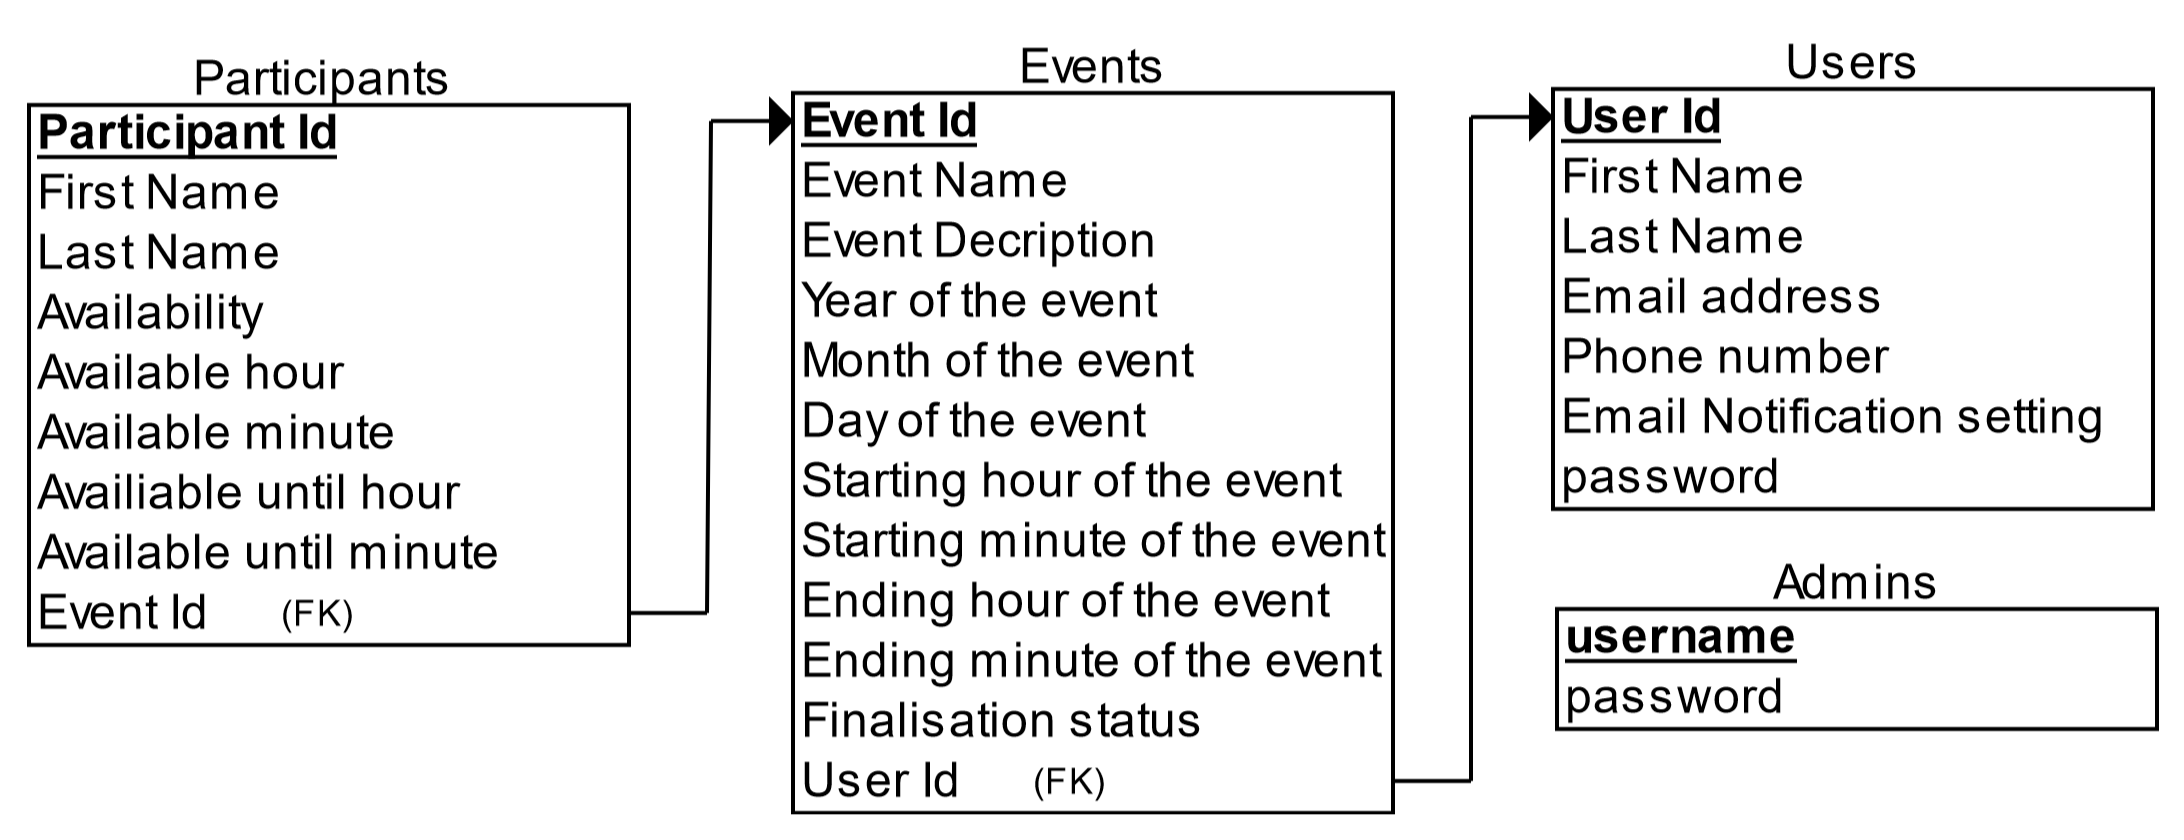 Participants
Participant Id
First Name
Last Name
Availability
Available hour
Available minute
Availiable until hour
Available until minute
Event Id (FK)
Events
Event Id
Event Name
Event Decription
Year of the event
Month of the event
Day of the event
Starting hour of the event
Starting minute of the event
Ending hour of the event
Ending minute of the event
Finalisation status
User Id (FK)
Users
User Id
First Name
Last Name
Email address
Phone number
Email Notification setting
password
Admins
username
password